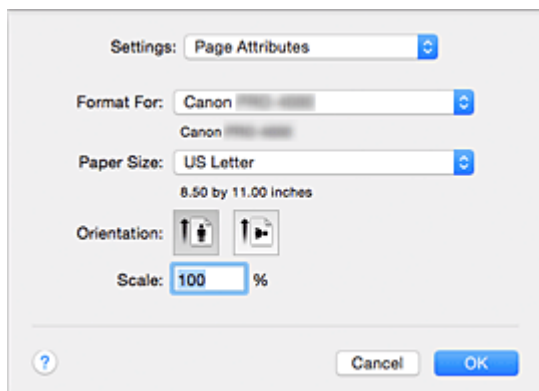 Settings: Page Attributes
Format For: Canon
Canon
Paper Size: US Letter
8.50 by 11.00 inches
Orientation:
Scale: 100 %
? Cancel OK